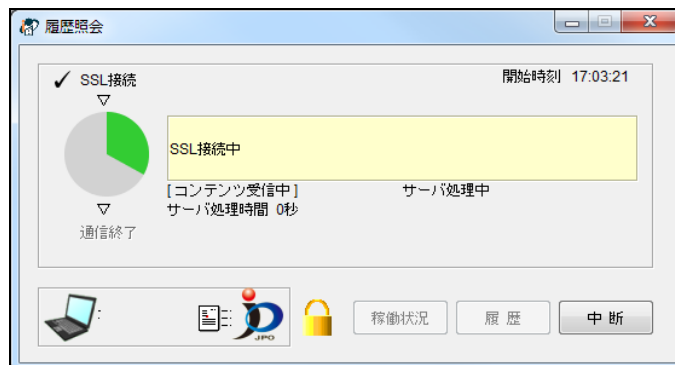 履歴照会
✓ SSL接続
開始時刻 17:03:21
▽
SSL接続中
[コンテンツ受信中]
サーバ処理中
▽
サーバ処理時間 0秒
通信終了
JPO
稼働状況
履 歴
中 断